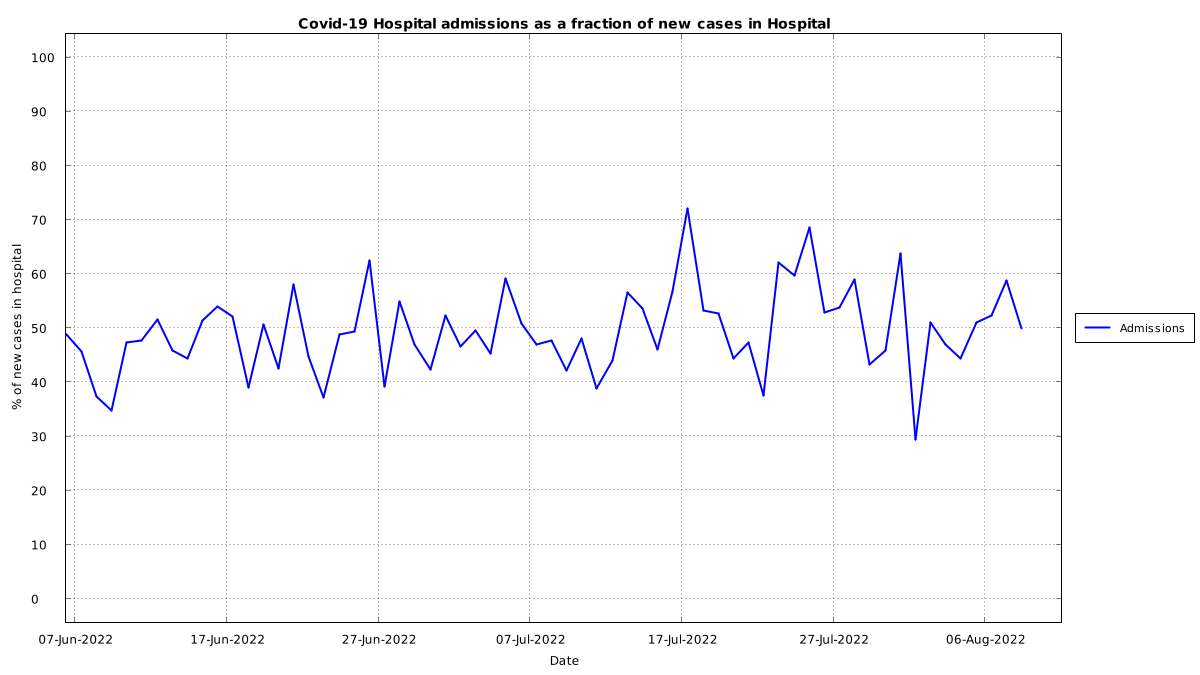 Covid-19 Hospital admissions as a fraction of new cases in Hospital
% of new cases in hospital
100
90
80
70
60
50
40
30
20
10
0
07-Jun-2022
17-Jun-2022
27-Jun-2022
07-Jul-2022
17-Jul-2022
27-Jul-2022
06-Aug-2022
Date
Admissions